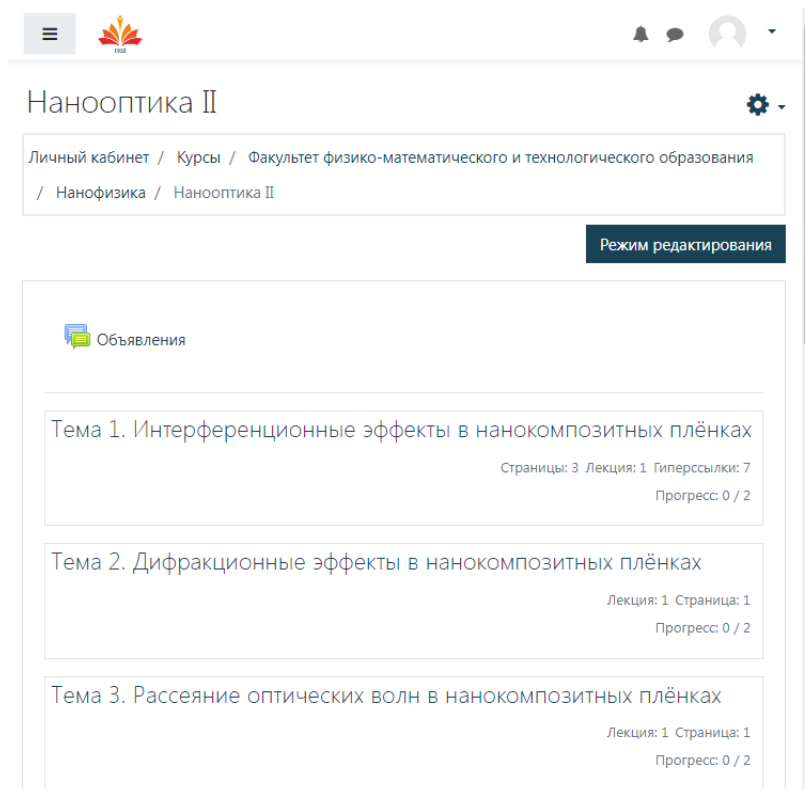 1932
Нанооптика II
Личный кабинет / Курсы / Факультет физико-математического и технологического образования
/ Нанофизика / Нанооптика II
Режим редактирования
Объявления
Тема 1. Интерференционные эффекты в нанокомпозитных плёнках
Страницы: 3 Лекция: 1 Гиперссылки: 7
Прогресс: 0 / 2
Тема 2. Дифракционные эффекты в нанокомпозитных плёнках
Лекция: 1 Страница: 1
Прогресс: 0 / 2
Тема 3. Рассеяние оптических волн в нанокомпозитных плёнках
Лекция: 1 Страница: 1
Прогресс: 0 / 2